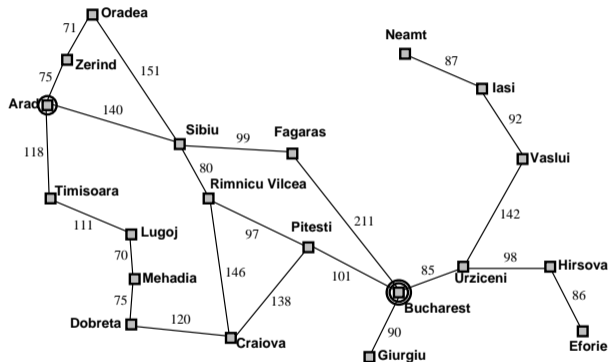 Oradea
71
Neamt
Zerind
87
75
151
Iasi
Arad
140
92
Sibiu
99
Fagaras
118
80
Vaslui
Timisoara
Rimnicu Vilcea
111
211
142
Lugoj
97
Pitesti
70
98
Hirsova
146
101
85
Urziceni
Mehadia
138
86
75
Bucharest
120
90
Dobreta
Craiova
Eforie
Giurgiu